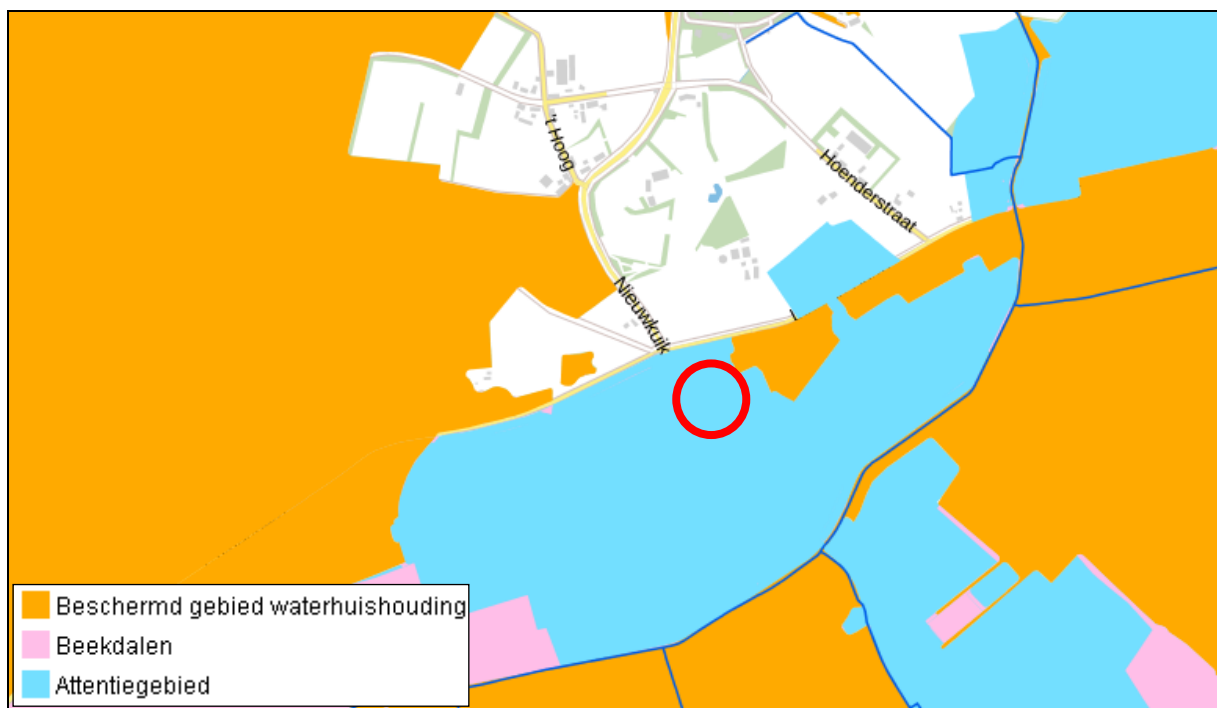 't Hoog
Hoenderstraat
Nieuwkuik
Beschermd gebied waterhuishouding
Beekdalen
Attentiegebied